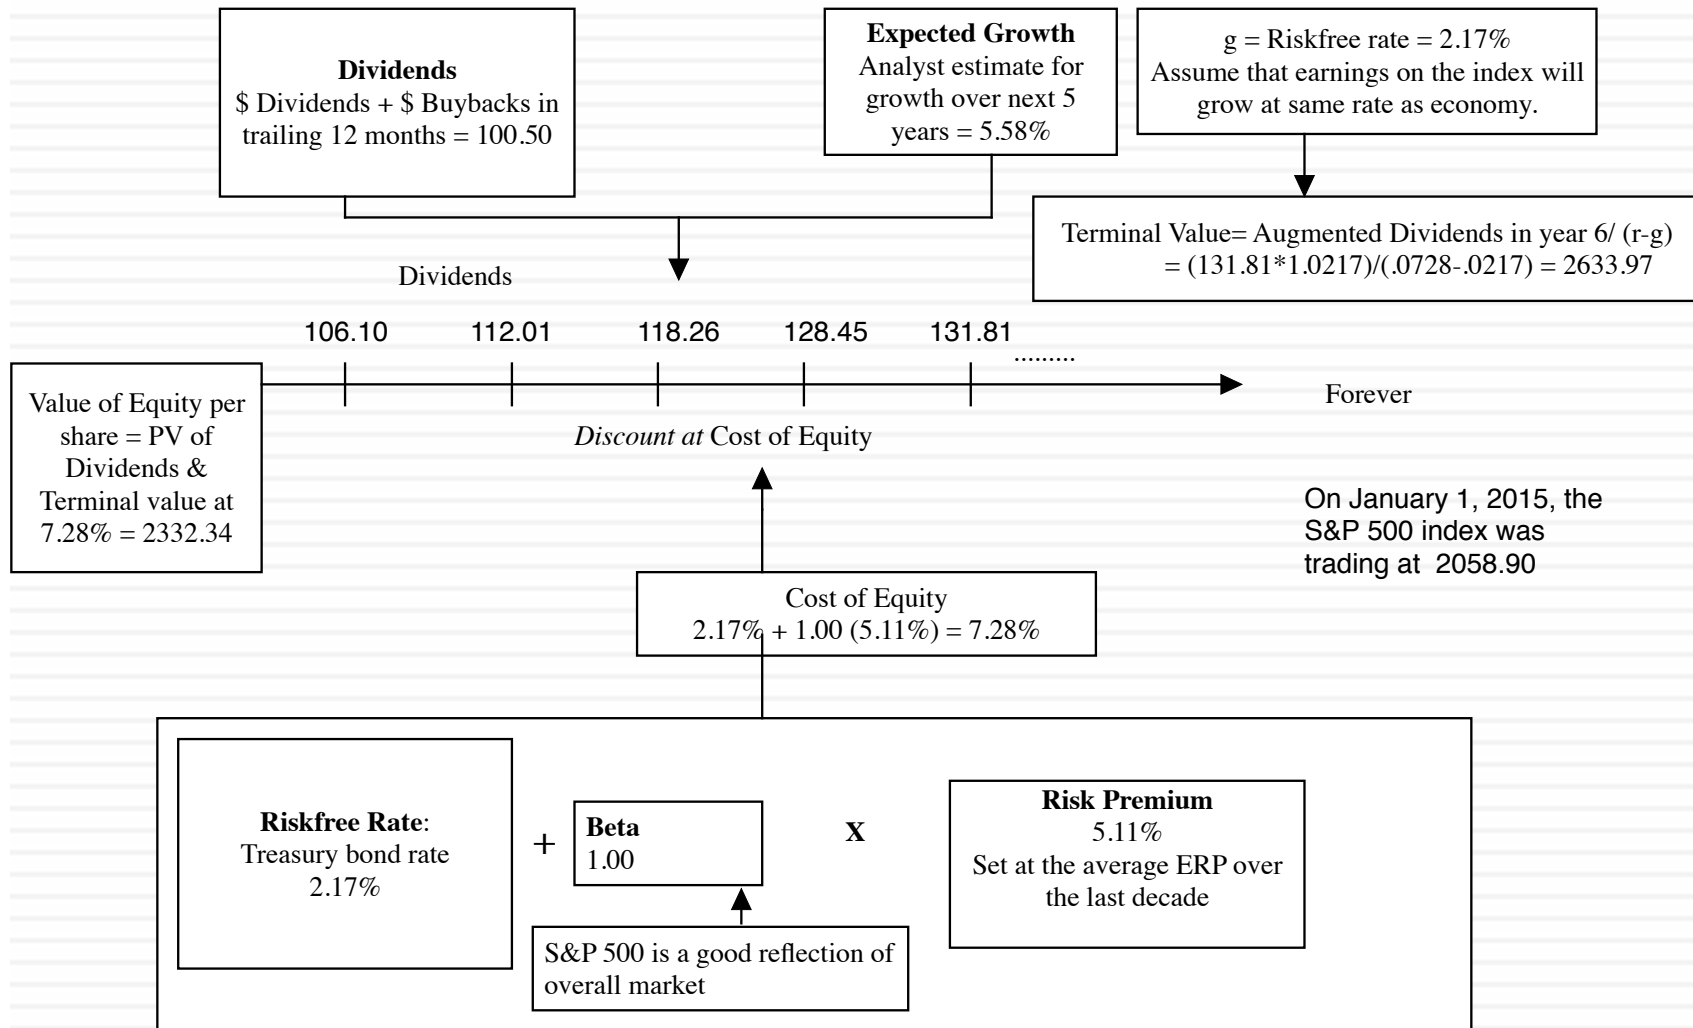 Dividends
$ Dividends + $ Buybacks in
trailing 12 months = 100.50
Expected Growth
Analyst estimate for
growth over next 5
years = 5.58%
g = Riskfree rate = 2.17%
Assume that earnings on the index will
grow at same rate as economy.
Terminal Value= Augmented Dividends in year 6/ (r-g)
= (131.81*1.0217)/(.0728-.0217) = 2633.97
Dividends
106.10 112.01 118.26 128.45 131.81
.........
Forever
Value of Equity per
share = PV of
Dividends &
Terminal value at
7.28% = 2332.34
Discount at Cost of Equity
On January 1, 2015, the
S&P 500 index was
trading at 2058.90
Cost of Equity
2.17% + 1.00 (5.11%) = 7.28%
Riskfree Rate:
Treasury bond rate
2.17%
+
Beta
1.00
X
Risk Premium
5.11%
Set at the average ERP over
the last decade
S&P 500 is a good reflection of
overall market